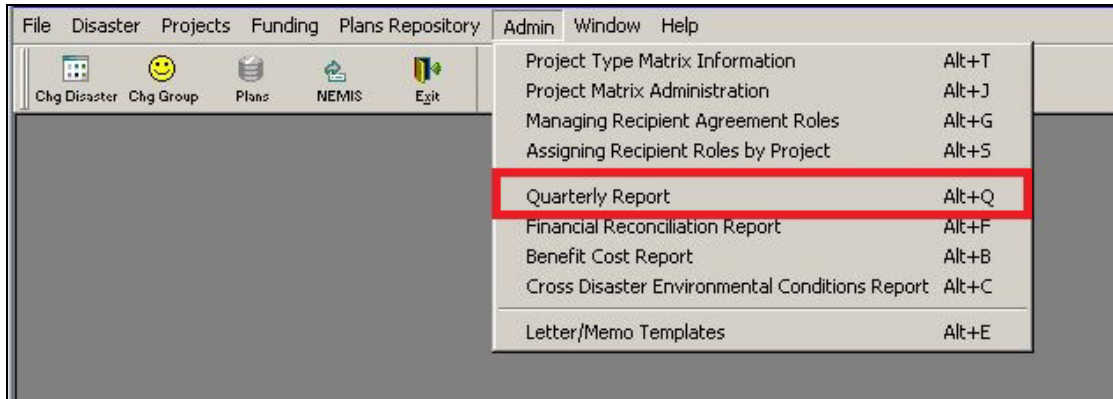 File Disaster Projects Funding Plans Repository Admin Window Help
Chg Disaster Chg Group Plans NEMIS Exit
Project Type Matrix Information Alt+T
Project Matrix Administration Alt+J
Managing Recipient Agreement Roles Alt+G
Assigning Recipient Roles by Project Alt+S
Quarterly Report Alt+Q
Financial Reconciliation Report Alt+F
Benefit Cost Report Alt+B
Cross Disaster Environmental Conditions Report Alt+C
Letter/Memo Templates Alt+E